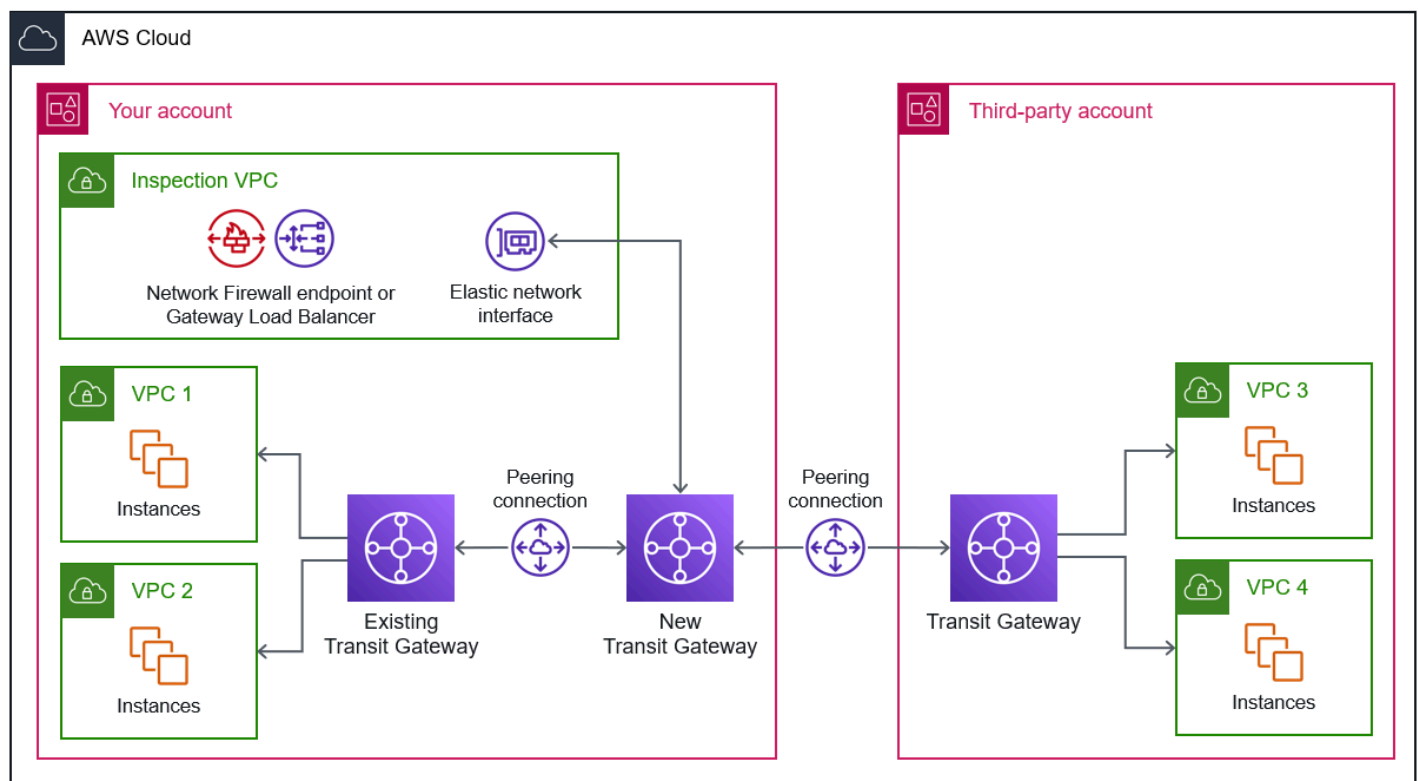 AWS Cloud
Your account
Third-party account
Inspection VPC
Network Firewall endpoint or
Gateway Load Balancer
Elastic network
interface
VPC 1
Instances
VPC 2
Instances
Existing
Transit Gateway
Peering
connection
New
Transit Gateway
Peering
connection
Transit Gateway
VPC 3
Instances
VPC 4
Instances